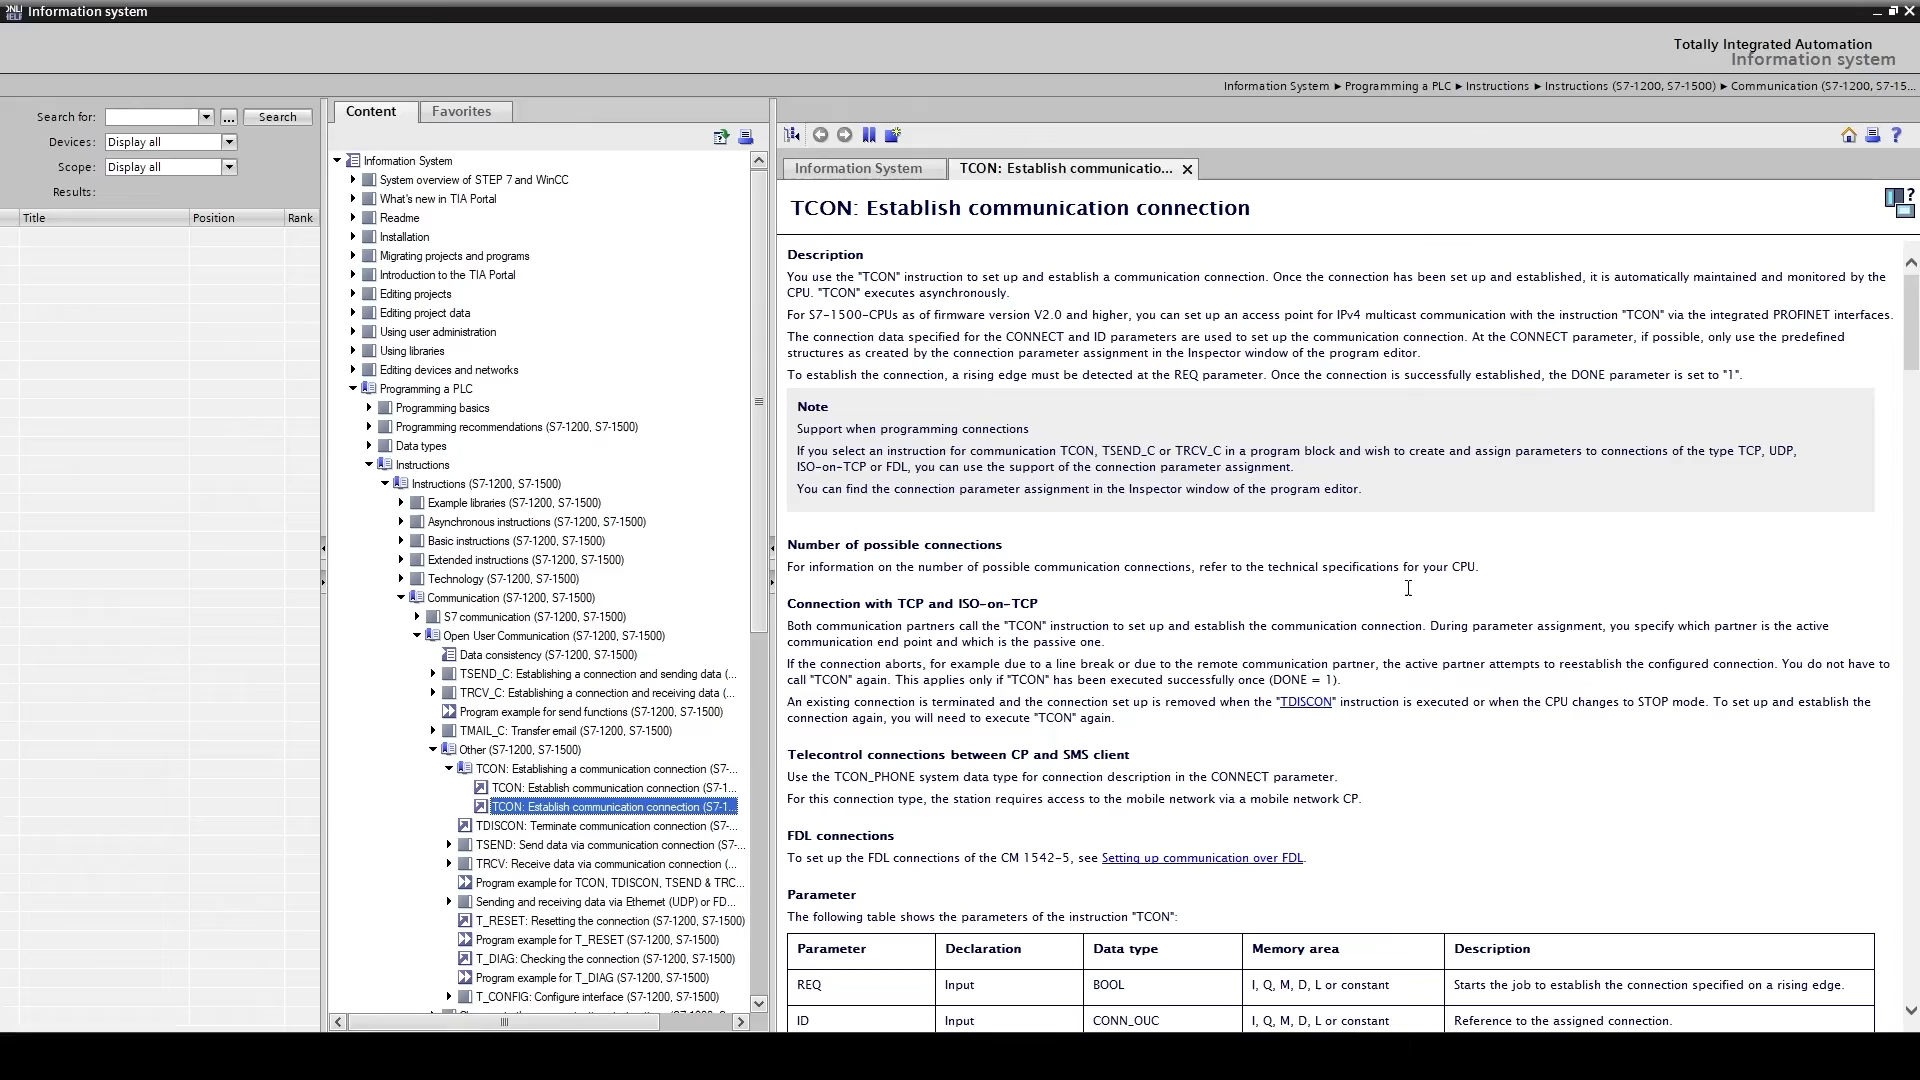 Information system
Totally Integrated Automation
Information system
Information System ▸ Programming a PLC ▸ Instructions ▸ Instructions (S7-1200, S7-1500) ▸ Communication (S7-1200, S7-15...
Search for:
... Search
Devices: Display all
Scope: Display all
Results:
Title Position Rank
Content Favorites
Information System
System overview of STEP 7 and WinCC
What's new in TIA Portal
Readme
Installation
Migrating projects and programs
Introduction to the TIA Portal
Editing projects
Editing project data
Using user administration
Using libraries
Editing devices and networks
Programming a PLC
Programming basics
Programming recommendations (S7-1200, S7-1500)
Data types
Instructions
Instructions (S7-1200, S7-1500)
Example libraries (S7-1200, S7-1500)
Asynchronous instructions (S7-1200, S7-1500)
Basic instructions (S7-1200, S7-1500)
Extended instructions (S7-1200, S7-1500)
Technology (S7-1200, S7-1500)
Communication (S7-1200, S7-1500)
S7 communication (S7-1200, S7-1500)
Open User Communication (S7-1200, S7-1500)
Data consistency (S7-1200, S7-1500)
TSEND_C: Establishing a connection and sending data (...
TRCV_C: Establishing a connection and receiving data (...
Program example for send functions (S7-1200, S7-1500)
TMAIL_C: Transfer email (S7-1200, S7-1500)
Other (S7-1200, S7-1500)
TCON: Establishing a communication connection (S7-...
TCON: Establish communication connection (S7-1...
TCON: Establish communication connection (S7-1...
TDISCON: Terminate communication connection (S7-...
TSEND: Send data via communication connection (S7-...
TRCV: Receive data via communication connection (...
Program example for TCON, TDISCON, TSEND & TRC...
Sending and receiving data via Ethernet (UDP) or FD...
T_RESET: Resetting the connection (S7-1200, S7-1500)
Program example for T_RESET (S7-1200, S7-1500)
T_DIAG: Checking the connection (S7-1200, S7-1500)
Program example for T_DIAG (S7-1200, S7-1500)
T_CONFIG: Configure interface (S7-1200, S7-1500)
Information System TCON: Establish communicatio...
TCON: Establish communication connection
Description
You use the "TCON" instruction to set up and establish a communication connection. Once the connection has been set up and established, it is automatically maintained and monitored by the
CPU. "TCON" executes asynchronously.
For S7-1500-CPUs as of firmware version V2.0 and higher, you can set up an access point for IPv4 multicast communication with the instruction "TCON" via the integrated PROFINET interfaces.
The connection data specified for the CONNECT and ID parameters are used to set up the communication connection. At the CONNECT parameter, if possible, only use the predefined
structures as created by the connection parameter assignment in the Inspector window of the program editor.
To establish the connection, a rising edge must be detected at the REQ parameter. Once the connection is successfully established, the DONE parameter is set to "1".
Note
Support when programming connections
If you select an instruction for communication TCON, TSEND_C or TRCV_C in a program block and wish to create and assign parameters to connections of the type TCP, UDP,
ISO-on-TCP or FDL, you can use the support of the connection parameter assignment.
You can find the connection parameter assignment in the Inspector window of the program editor.
Number of possible connections
For information on the number of possible communication connections, refer to the technical specifications for your CPU.
Connection with TCP and ISO-on-TCP
Both communication partners call the "TCON" instruction to set up and establish the communication connection. During parameter assignment, you specify which partner is the active
communication end point and which is the passive one.
If the connection aborts, for example due to a line break or due to the remote communication partner, the active partner attempts to reestablish the configured connection. You do not have to
call "TCON" again. This applies only if "TCON" has been executed successfully once (DONE = 1).
An existing connection is terminated and the connection set up is removed when the "TDISCON" instruction is executed or when the CPU changes to STOP mode. To set up and establish the
connection again, you will need to execute "TCON" again.
Telecontrol connections between CP and SMS client
Use the TCON_PHONE system data type for connection description in the CONNECT parameter.
For this connection type, the station requires access to the mobile network via a mobile network CP.
FDL connections
To set up the FDL connections of the CM 1542-5, see Setting up communication over FDL.
Parameter
The following table shows the parameters of the instruction "TCON":
Parameter Declaration Data type Memory area Description
REQ Input BOOL I, Q, M, D, L or constant Starts the job to establish the connection specified on a rising edge.
ID Input CONN_OUC I, Q, M, D, L or constant Reference to the assigned connection.